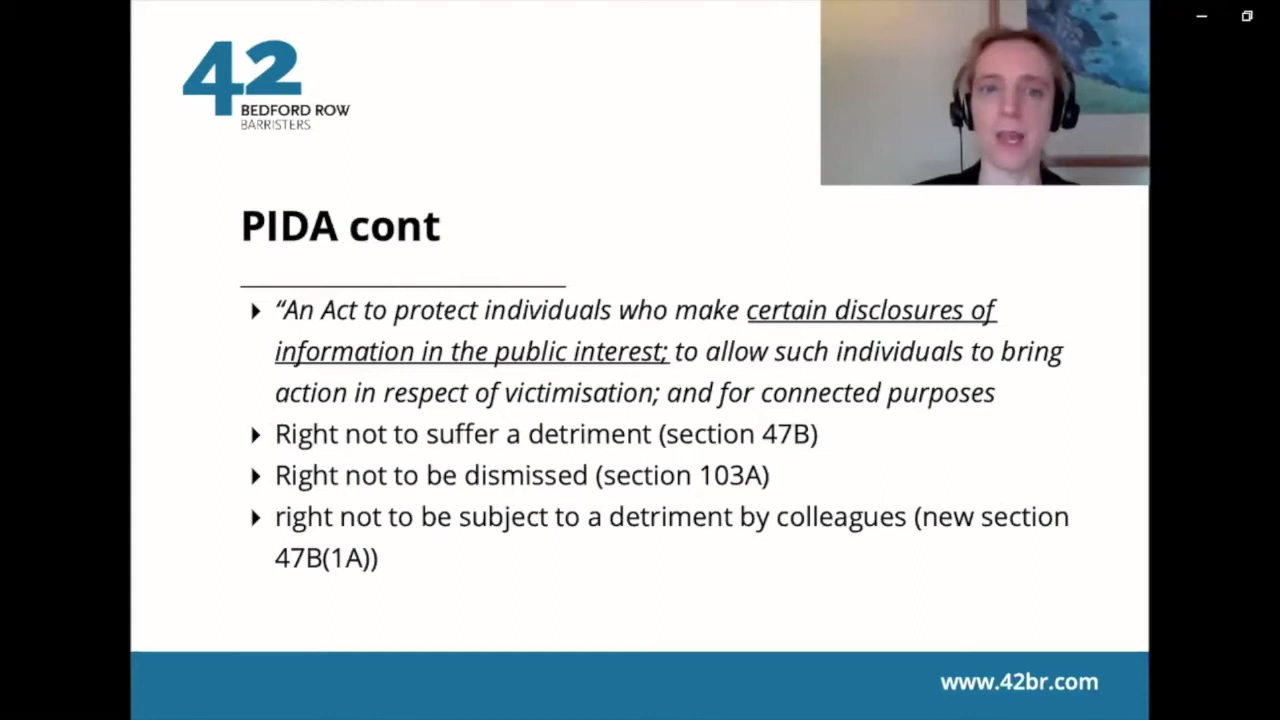 42
BEDFORD ROW
BARRISTERS
PIDA cont
“An Act to protect individuals who make certain disclosures of
information in the public interest; to allow such individuals to bring
action in respect of victimisation; and for connected purposes
Right not to suffer a detriment (section 47B)
Right not to be dismissed (section 103A)
right not to be subject to a detriment by colleagues (new section
47B(1A))
www.42br.com